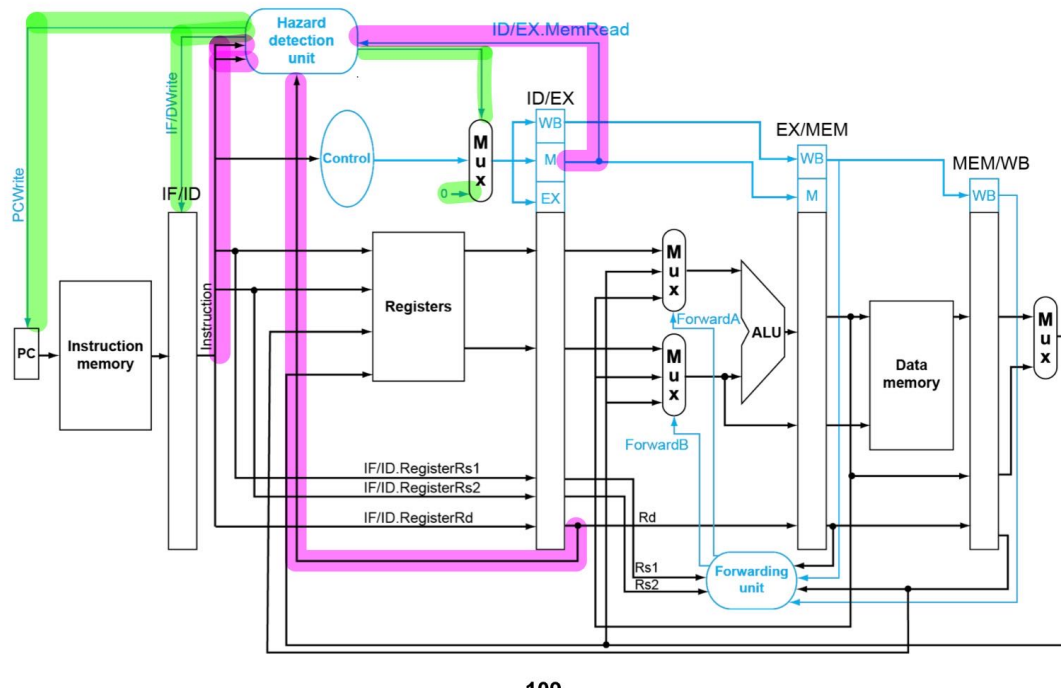 Hazard
detection
unit
ID/EX.MemRead
ID/EX
WB
M
EX
EX/MEM
WB
M
MEM/WB
WB
PCWrite
IF/DWrite
Control
M
u
x
0
IF/ID
Instruction
PC
Instruction
memory
Registers
M
u
x
ForwardA
M
u
x
ForwardB
ALU
Data
memory
M
u
x
IF/ID.RegisterRs1
IF/ID.RegisterRs2
IF/ID.RegisterRd
Rd
Rs1
Rs2
Forwarding
unit